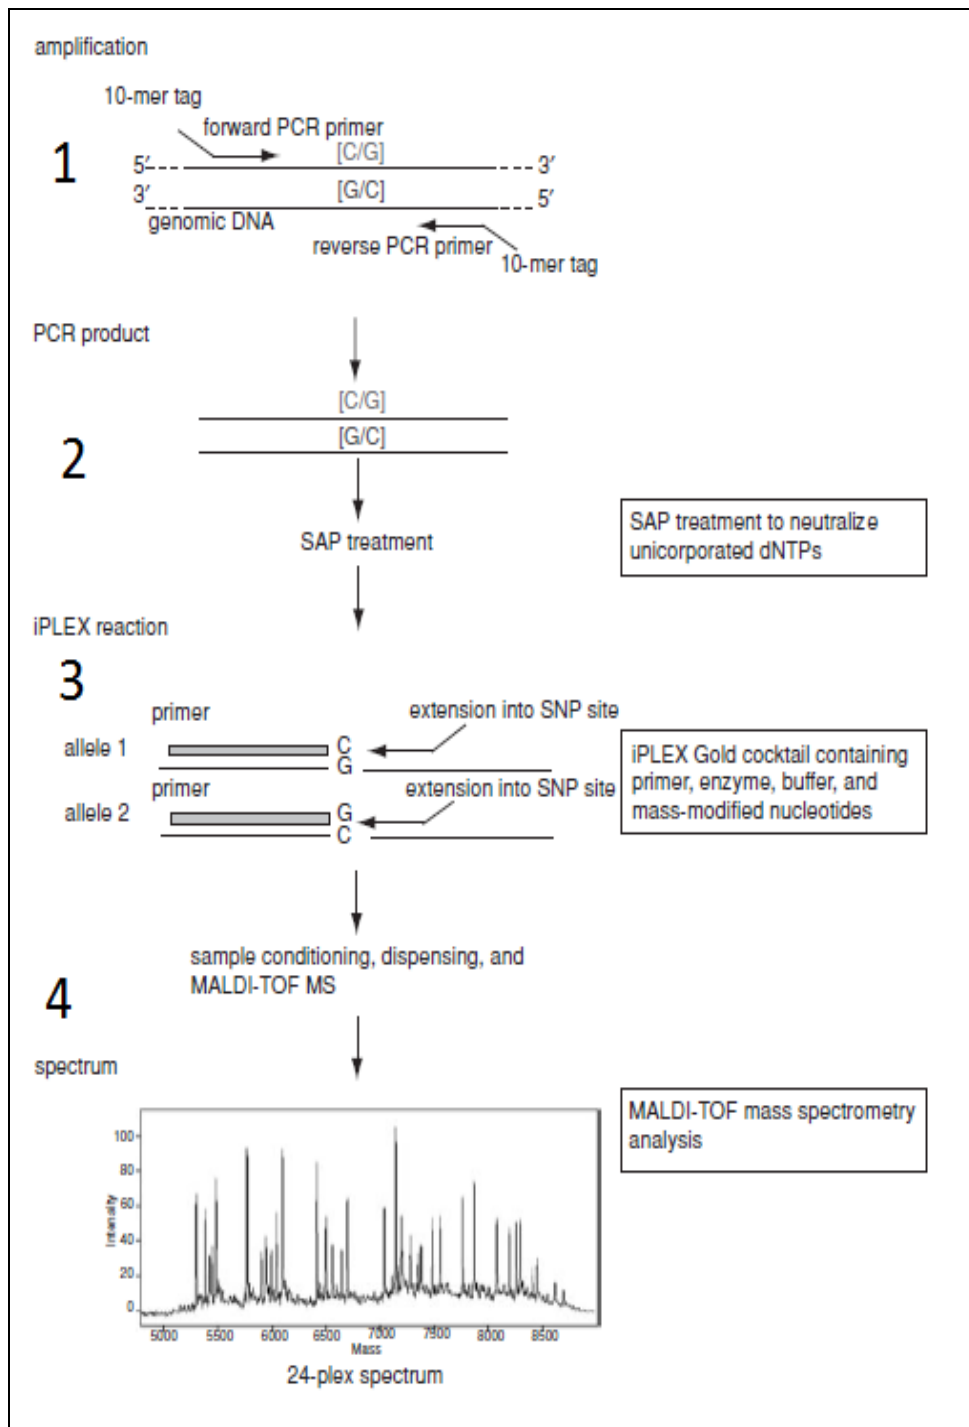 amplification
10-mer tag
forward PCR primer
1
[C/G]
5′
3′
3′
[G/C]
5′
genomic DNA
reverse PCR primer
10-mer tag
PCR product
[C/G]
2
[G/C]
SAP treatment
SAP treatment to neutralize
unicorporated dNTPs
iPLEX reaction
3
primer
extension into SNP site
allele 1
C
G
primer
extension into SNP site
allele 2
G
C
iPLEX Gold cocktail containing
primer, enzyme, buffer, and
mass-modified nucleotides
sample conditioning, dispensing, and
MALDI-TOF MS
4
spectrum
MALDI-TOF mass spectrometry
analysis
100
80
60
40
20
0
Intensity
5000 5500 6000 6500 7000 7500 8000 8500
Mass
24-plex spectrum